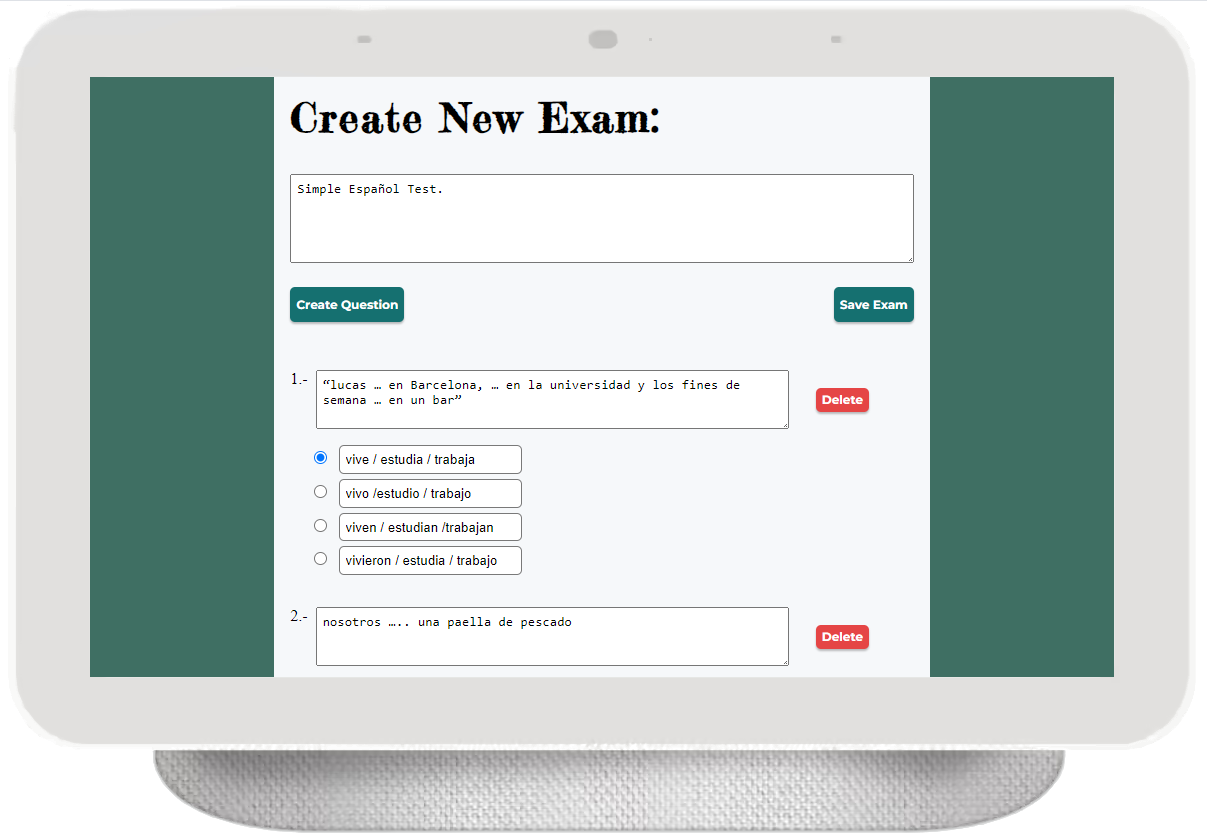 Create New Exam:
Simple Español Test.
Create Question
Save Exam
1.-
“lucas … en Barcelona, … en la universidad y los fines de
semana … en un bar”
Delete
vive / estudia / trabaja
vivo /estudio / trabajo
viven / estudian /trabajan
vivieron / estudia / trabajo
2.-
nosotros ….. una paella de pescado
Delete